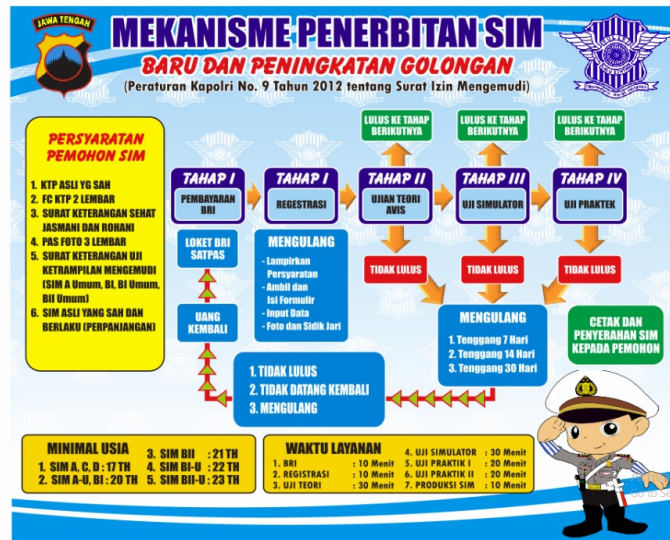 JAWA TENGAH
MEKANISME PENERBITAN SIM
BARU DAN PENINGKATAN GOLONGAN
(Peraturan Kapolri No. 9 Tahun 2012 tentang Surat Izin Mengemudi)
PERSYARATAN
PEMOHON SIM
1. KTP ASLI YG SAH
2. FC KTP 2 LEMBAR
3. SURAT KETERANGAN SEHAT
JASMANI DAN ROHANI
4. PAS FOTO 3 LEMBAR
5. SURAT KETERANGAN UJI
KETRAMPILAN MENGEMUDI
(SIM A Umum, BI, BI Umum,
BII Umum)
6. SIM ASLI YANG SAH DAN
BERLAKU (PERPANJANGAN)
LULUS KE TAHAP
BERIKUTNYA
LULUS KE TAHAP
BERIKUTNYA
LULUS KE TAHAP
BERIKUTNYA
TAHAP I
PEMBAYARAN
BRI
TAHAP I
REGESTRASI
TAHAP II
UJIAN TEORI
AVIS
TAHAP III
UJI SIMULATOR
TAHAP IV
UJI PRAKTEK
LOKET BRI
SATPAS
UANG
KEMBALI
MENGULANG
- Lampirkan
Persyaratan
- Ambil dan
Isi Formulir
- Input Data
- Foto dan Sidik Jari
TIDAK LULUS
TIDAK LULUS
TIDAK LULUS
MENGULANG
1. Tenggang 7 Hari
2. Tenggang 14 Hari
3. Tenggang 30 Hari
CETAK DAN
PENYERAHAN SIM
KEPADA PEMOHON
1. TIDAK LULUS
2. TIDAK DATANG KEMBALI
3. MENGULANG
MINIMAL USIA
1. SIM A, C, D : 17 TH
2. SIM A-U, BI : 20 TH
3. SIM BII : 21 TH
4. SIM BI-U : 22 TH
5. SIM BII-U : 23 TH
WAKTU LAYANAN
1. BRI : 10 Menit
2. REGISTRASI : 10 Menit
3. UJI TEORI : 30 Menit
4. UJI SIMULATOR : 30 Menit
5. UJI PRAKTIK I : 20 Menit
6. UJI PRAKTIK II : 20 Menit
7. PRODUKSI SIM : 10 Menit
Go to Se